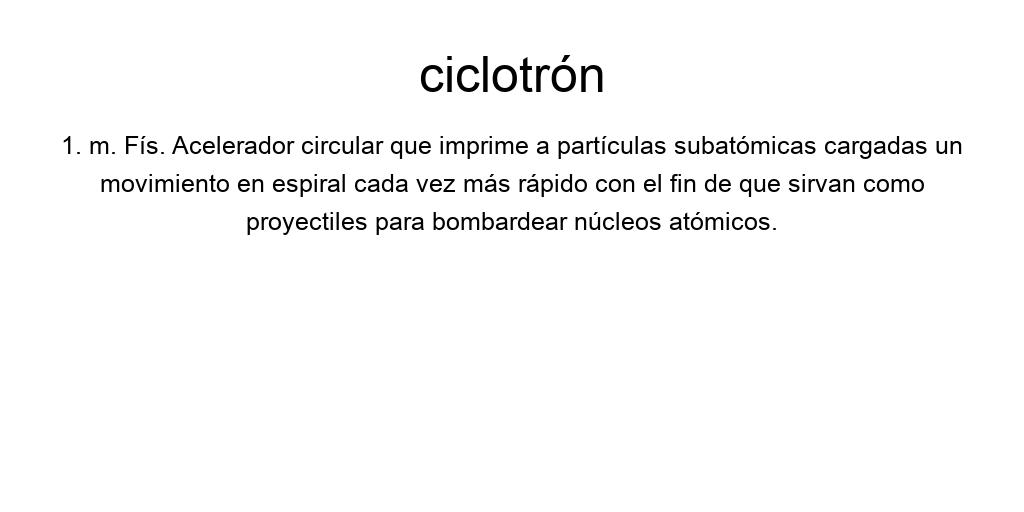 ciclotrón
1. m. Fís. Acelerador circular que imprime a partículas subatómicas cargadas un
movimiento en espiral cada vez más rápido con el fin de que sirvan como
proyectiles para bombardear núcleos atómicos.